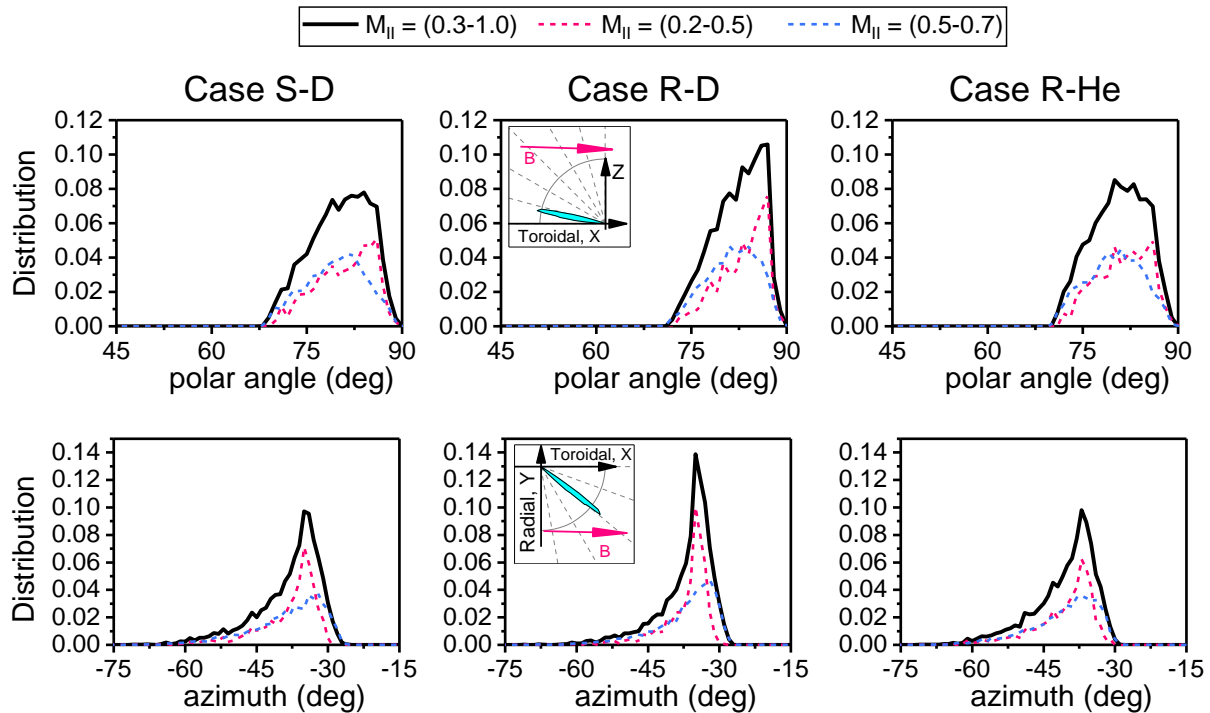 M_II = (0.3-1.0) M_II = (0.2-0.5) M_II = (0.5-0.7)
Case S-D Case R-D Case R-He
Distribution
0.12
0.10
0.08
0.06
0.04
0.02
0.00
45 60 75 90
polar angle (deg)
0.12
0.10
0.08
0.06
0.04
0.02
0.00
45 60 75 90
polar angle (deg)
B
Z
Toroidal, X
0.12
0.10
0.08
0.06
0.04
0.02
0.00
45 60 75 90
polar angle (deg)
Distribution
0.14
0.12
0.10
0.08
0.06
0.04
0.02
0.00
-75 -60 -45 -30 -15
azimuth (deg)
0.14
0.12
0.10
0.08
0.06
0.04
0.02
0.00
-75 -60 -45 -30 -15
azimuth (deg)
Toroidal, X
Radial, Y
B
0.14
0.12
0.10
0.08
0.06
0.04
0.02
0.00
-75 -60 -45 -30 -15
azimuth (deg)